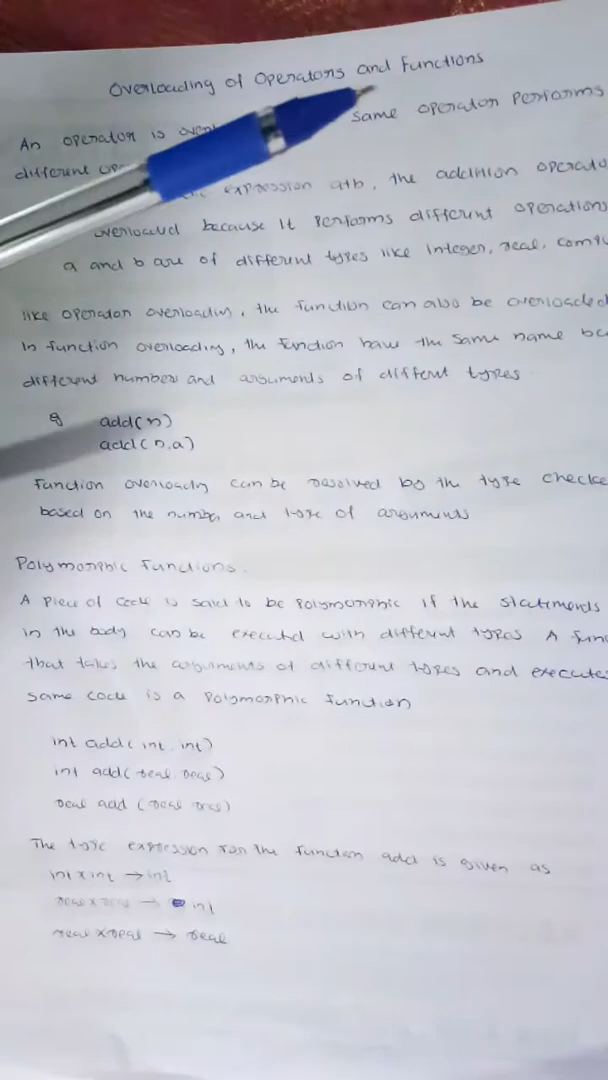 Overloading of Operators and Functions
An operator is same operator performs
different
expression a+b, the addition operato
overloaded because it performs different operations
a and b are of different types like integer, real, compl
like operator overloading, the function can also be overloaded
In function overloading, the function have the same name bu
different number and arguments of different types.
eg add(n)
add(n,a)
Function overloading can be resolved by the type checke
based on the number and type of arguments
Polymorphic Functions.
A piece of code is said to be polymorphic if the statements
in the body can be executed with different types A func
that takes the arguments of different types and execute
same code is a polymorphic function
int add(int, int)
int add(real, real)
real add (real real)
The type expression for the function add is given as
int x int → int
real x real → int
real x real → real